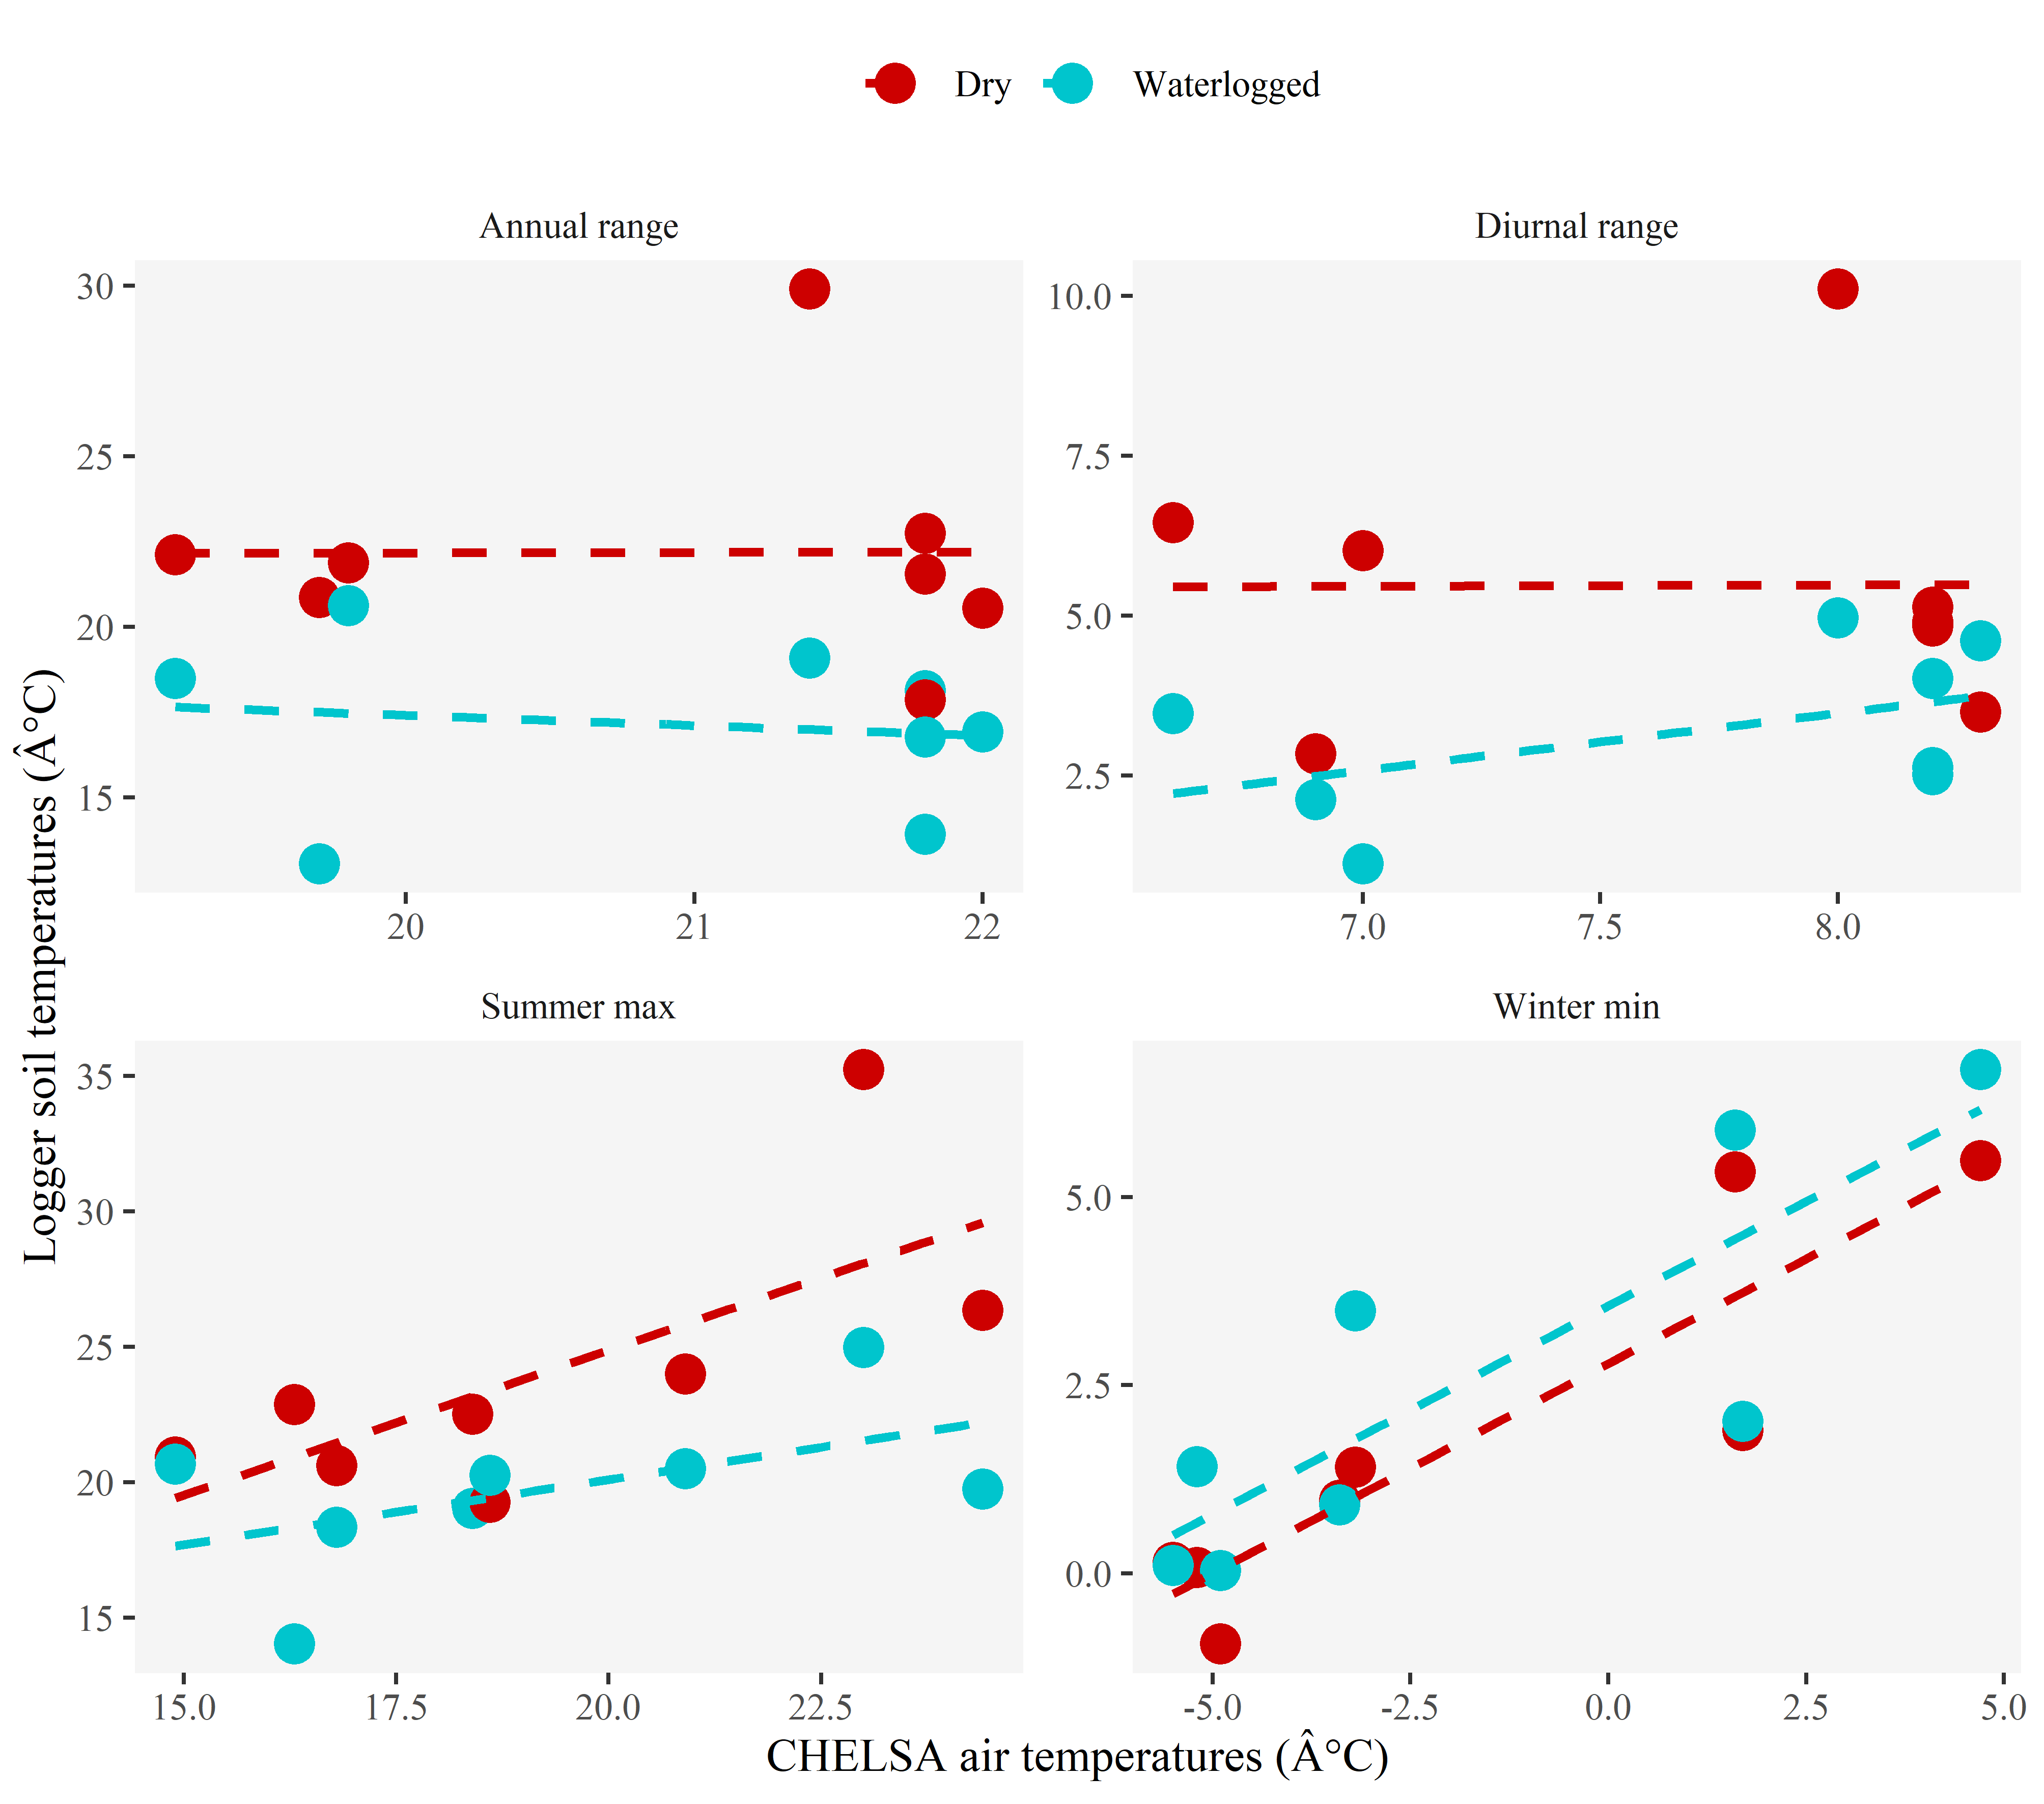 Dry Waterlogged
Annual range
Diurnal range
30
25
20
15
20 21 22
10.0
7.5
5.0
2.5
7.0 7.5 8.0
Summer max
Winter min
35
30
25
20
15
15.0 17.5 20.0 22.5
5.0
2.5
0.0
-5.0 -2.5 0.0 2.5 5.0
Logger soil temperatures (Â°C)
CHELSA air temperatures (Â°C)